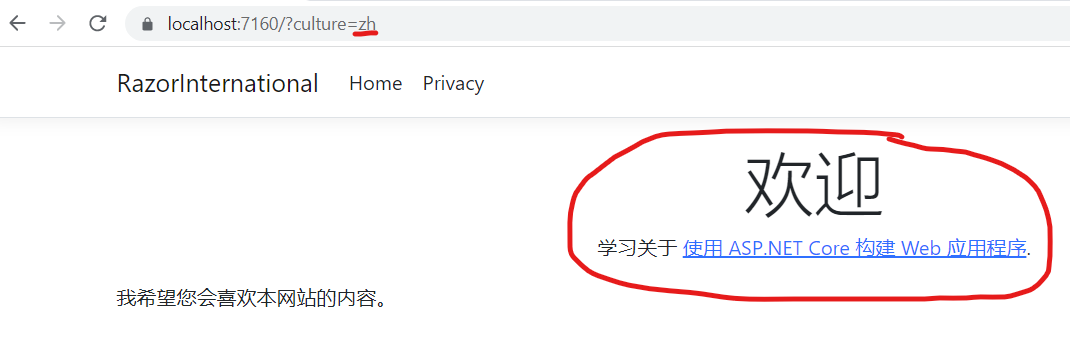 localhost:7160/?culture=zh
RazorInternational Home Privacy
欢迎
学习关于 使用 ASP.NET Core 构建 Web 应用程序.
我希望您会喜欢本网站的内容。